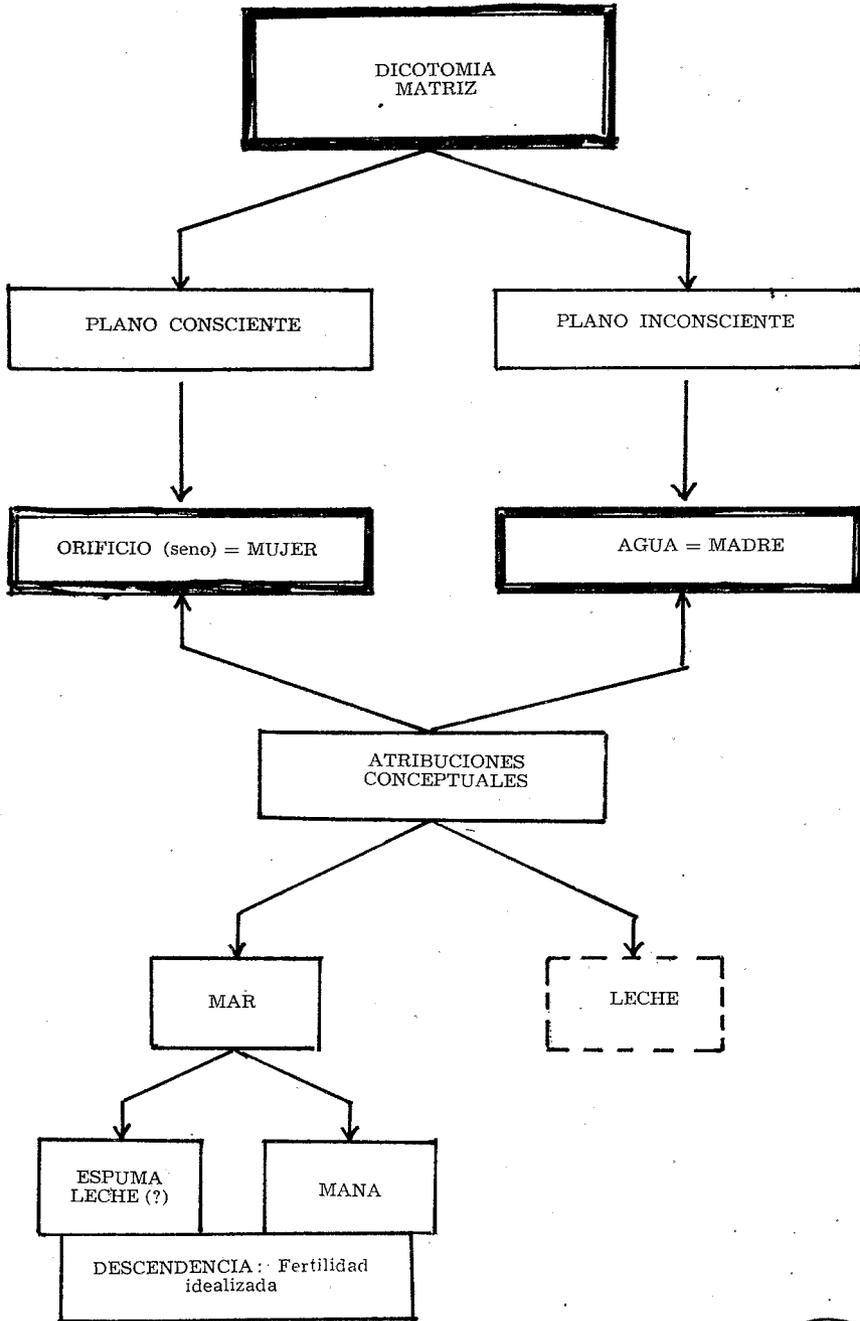 DICOTOMIA
MATRIZ
PLANO CONSCIENTE
PLANO INCONSCIENTE
ORIFICIO (seno) = MUJER
AGUA = MADRE
ATRIBUCIONES
CONCEPTUALES
MAR
LECHE
ESPUMA
LECHE (?)
MANA
DESCENDENCIA: Fertilidad
idealizada